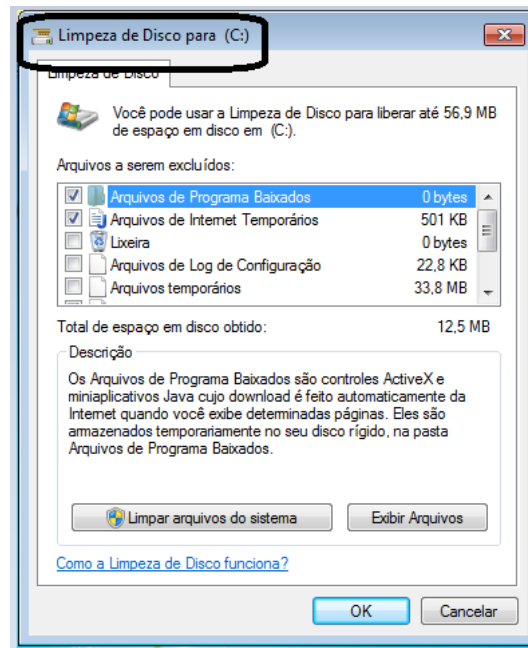 Limpeza de Disco para (C:)
Limpeza de Disco
Você pode usar a Limpeza de Disco para liberar até 56,9 MB
de espaço em disco em (C:).
Arquivos a serem excluídos:
Arquivos de Programa Baixados 0 bytes
Arquivos de Internet Temporários 501 KB
Lixeira 0 bytes
Arquivos de Log de Configuração 22,8 KB
Arquivos temporários 33,8 MB
Total de espaço em disco obtido: 12,5 MB
Descrição
Os Arquivos de Programa Baixados são controles ActiveX e
miniaplicativos Java cujo download é feito automaticamente da
Internet quando você exibe determinadas páginas. Eles são
armazenados temporariamente no seu disco rígido, na pasta
Arquivos de Programa Baixados.
Limpar arquivos do sistema Exibir Arquivos
Como a Limpeza de Disco funciona?
OK Cancelar